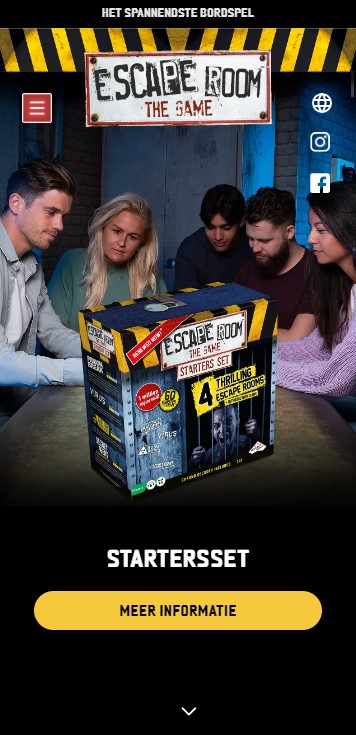 HET SPANNENDSTE BORDSPEL
ESCAPE ROOM
THE GAME
ESCAPE ROOM
THE GAME
STARTERS SET
4 THRILLING
ESCAPE ROOMS
VIRUS
STARTERSSET
MEER INFORMATIE